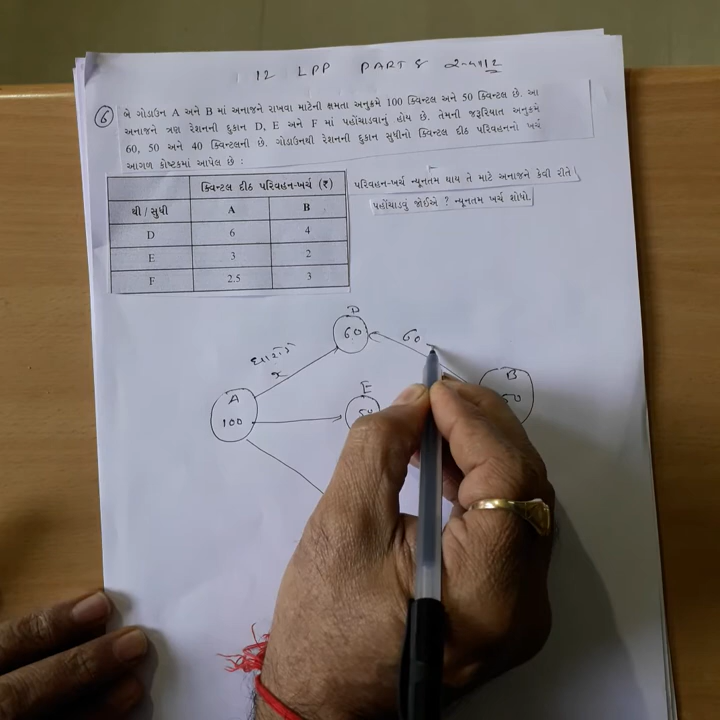 12 LPP PART 8
6
બે ગોડાઉન A અને B માં અનાજને રાખવા માટેની ક્ષમતા અનુક્રમે 100 ક્વિન્ટલ અને 50 ક્વિન્ટલ છે. આ
અનાજને ત્રણ રેશનની દુકાન D, E અને F માં પહોંચાડવાનું હોય છે. તેમની જરૂરિયાત અનુક્રમે
60, 50 અને 40 ક્વિન્ટલની છે. ગોડાઉનથી રેશનની દુકાન સુધીનો ક્વિન્ટલ દીઠ પરિવહનનો ખર્ચ
આગળ કોષ્ટકમાં આપેલ છે :
ક્વિન્ટલ દીઠ પરિવહન-ખર્ચ (₹)
થી / સુધી A B
D 6 4
E 3 2
F 2.5 3
પરિવહન-ખર્ચ ન્યૂનતમ થાય તે માટે અનાજને કેવી રીતે
પહોંચાડવું જોઈએ ? ન્યૂનતમ ખર્ચ શોધો.
D
60
60 -
ધારો કે
x
E
50
B
50
A
100